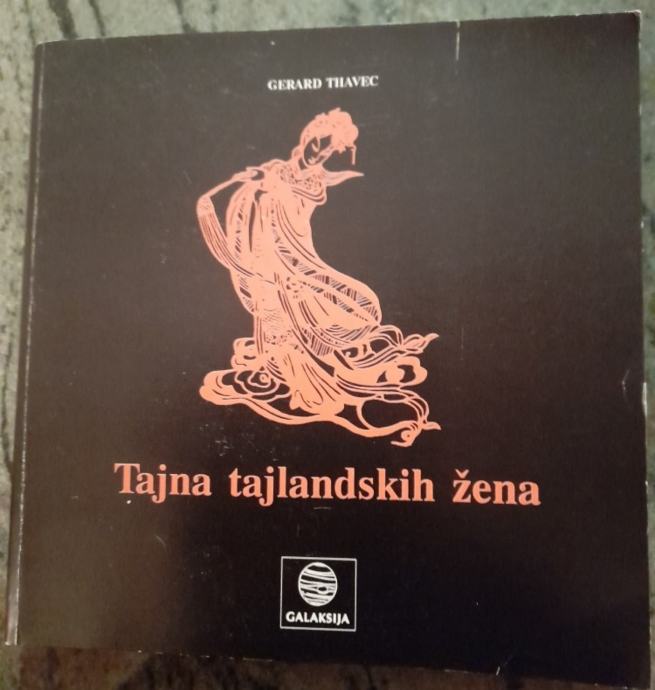 GERARD THAVEC
Tajna tajlandskih žena
GALAKSIJA